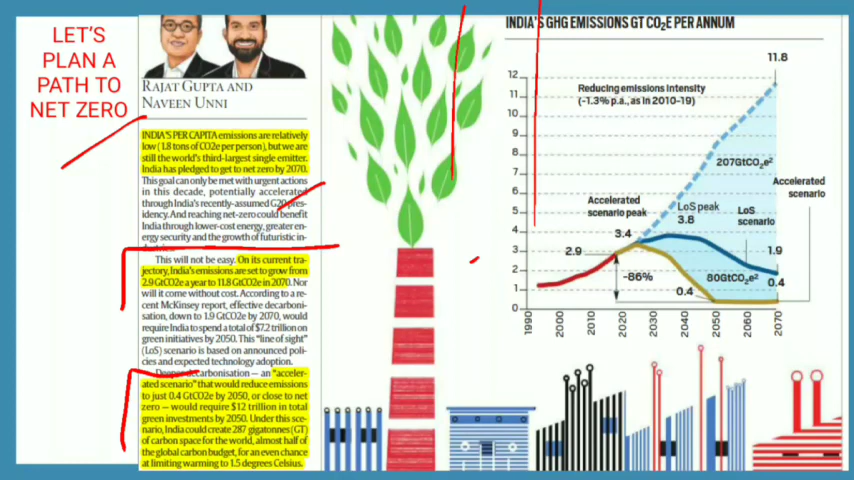 LET'S
PLAN A
PATH TO
NET ZERO
RAJAT GUPTA AND
NAVEEN UNNI
INDIA'S PER CAPITA emissions are relatively
low (1.8 tons of CO2e per person), but we are
still the world's third-largest single emitter.
India has pledged to get to net zero by 2070.
This goal can only be met with urgent actions
in this decade, potentially accelerated
through India's recently-assumed G20 presi-
dency. And reaching net-zero could benefit
India through lower-cost energy, greater en-
ergy security and the growth of futuristic in-
This will not be easy. On its current tra-
jectory, India's emissions are set to grow from
2.9 GtCO2e a year to 11.8 GtCO2e in 2070. Nor
will it come without cost. According to a re-
cent McKinsey report, effective decarboni-
sation, down to 1.9 GtCO2e by 2070, would
require India to spend a total of $7.2 trillion on
green initiatives by 2050. This "line of sight"
(LoS) scenario is based on announced poli-
cies and expected technology adoption.
Deeper decarbonisation — an "acceler-
ated scenario" that would reduce emissions
to just 0.4 GtCO2e by 2050, or close to net
zero — would require $12 trillion in total
green investments by 2050. Under this sce-
nario, India could create 287 gigatonnes (GT)
of carbon space for the world, almost half of
the global carbon budget, for an even chance
at limiting warming to 1.5 degrees Celsius.
INDIA'S GHG EMISSIONS GT CO₂E PER ANNUM
11.8
12
11
10
9
8
7
6
5
4
3
2
1
0
Reducing emissions intensity
(-1.3% p.a., as in 2010-19)
207GtCO₂e²
Accelerated
scenario
Accelerated
scenario peak
3.4
LoS peak
3.8
LoS
scenario
2.9
1.9
-86%
80GtCO₂e²
0.4
0.4
1990
2000
2010
2020
2030
2040
2050
2060
2070